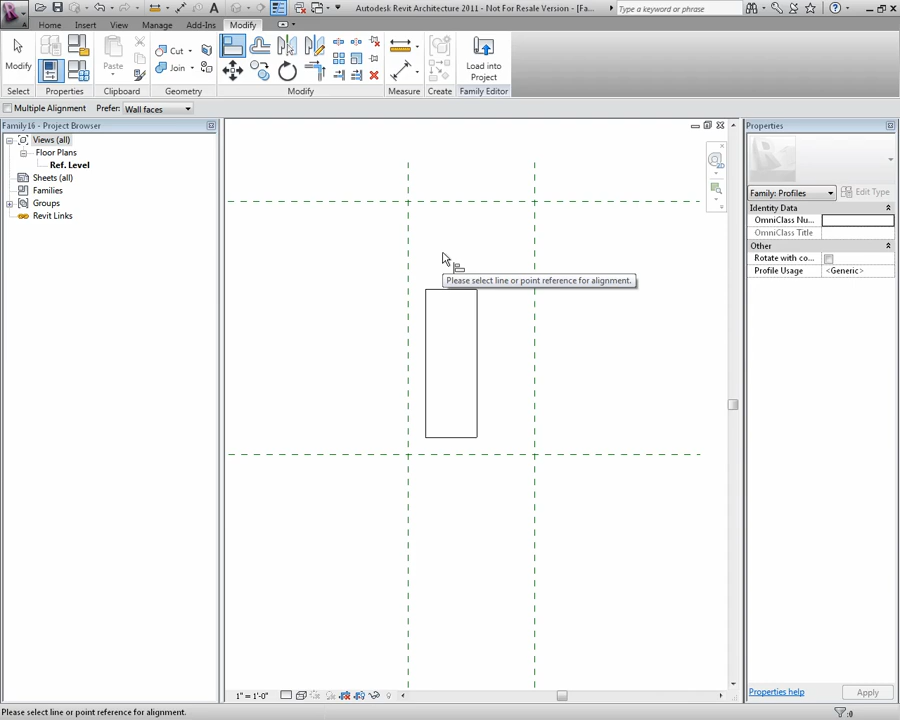 Autodesk Revit Architecture 2011 - Not For Resale Version - [Fa...
Type a keyword or phrase
Home Insert View Manage Add-Ins Modify
Modify
Paste
Cut
Join
Load into
Project
Select Properties Clipboard Geometry Modify Measure Create Family Editor
Multiple Alignment Prefer: Wall faces
Family16 - Project Browser
Views (all)
Floor Plans
Ref. Level
Sheets (all)
Families
Groups
Revit Links
Please select line or point reference for alignment.
Properties
Family: Profiles Edit Type
Identity Data
OmniClass Nu...
OmniClass Title
Other
Rotate with co...
Profile Usage <Generic>
Properties help Apply
1" = 1'-0"
Please select line or point reference for alignment.
:0